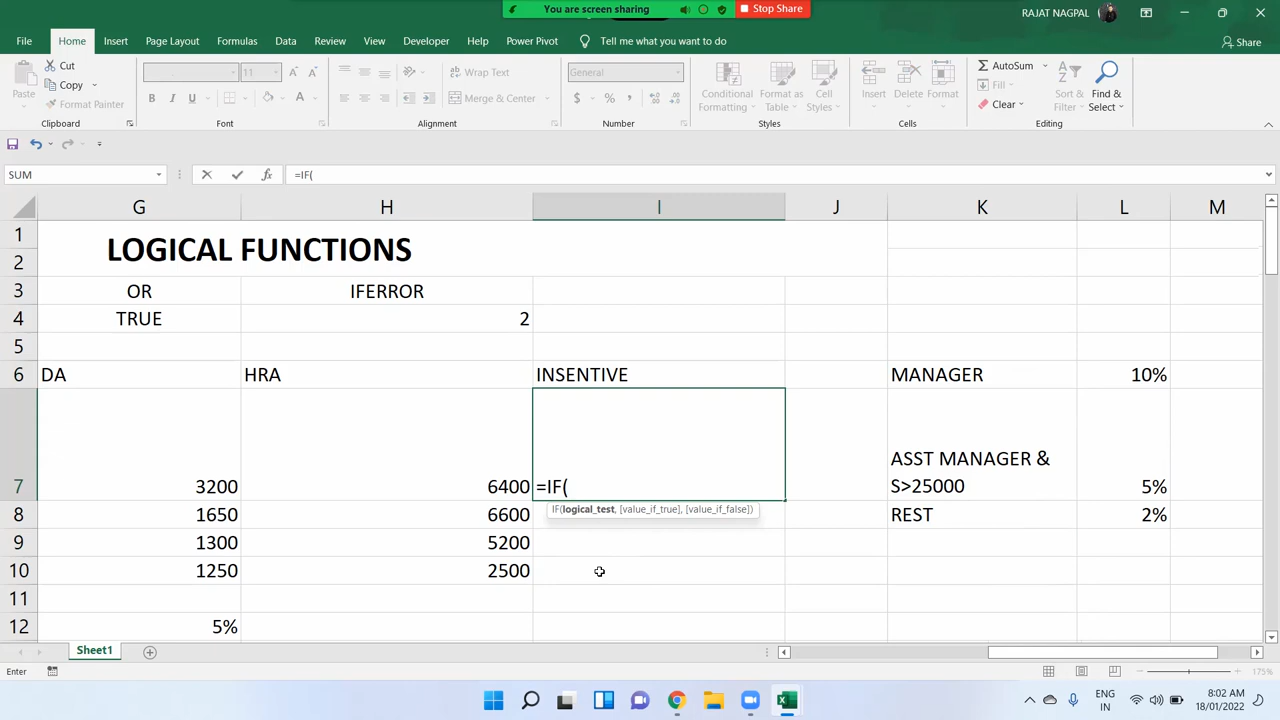 You are screen sharing
Stop Share
RAJAT NAGPAL
File Home Insert Page Layout Formulas Data Review View Developer Help Power Pivot Tell me what you want to do Share
Cut
Copy
Format Painter
Paste
Clipboard
11
Font
Wrap Text
Merge & Center
Alignment
General
Number
Conditional Formatting
Format as Table
Cell Styles
Styles
Insert
Delete
Format
Cells
AutoSum
Fill
Clear
Sort & Filter
Find & Select
Editing
SUM =IF(
G H I J K L M
1
LOGICAL FUNCTIONS
2
3 OR IFERROR
4 TRUE 2
5
6 DA HRA INSENTIVE MANAGER 10%
ASST MANAGER &
7 3200 6400 =IF( S>25000 5%
IF(logical_test, [value_if_true], [value_if_false])
8 1650 6600 REST 2%
9 1300 5200
10 1250 2500
11
12 5%
Sheet1
Enter 175%
ENG
IN
8:02 AM
18/01/2022